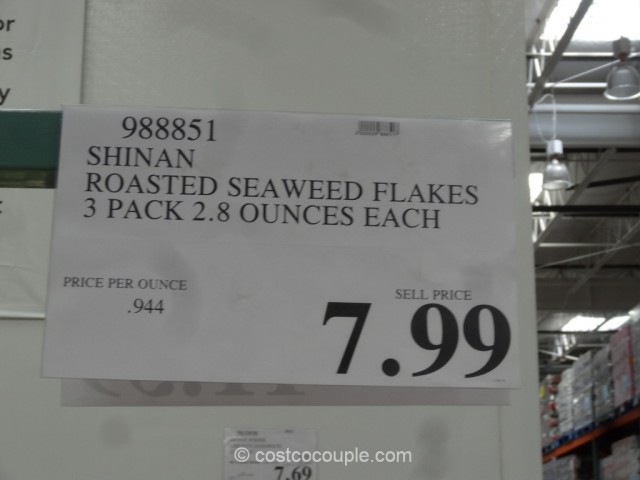 or
s
y
988851
SHINAN
ROASTED SEAWEED FLAKES
3 PACK 2.8 OUNCES EACH
PRICE PER OUNCE
.944
SELL PRICE
7.99
7.69
© costcocouple.com